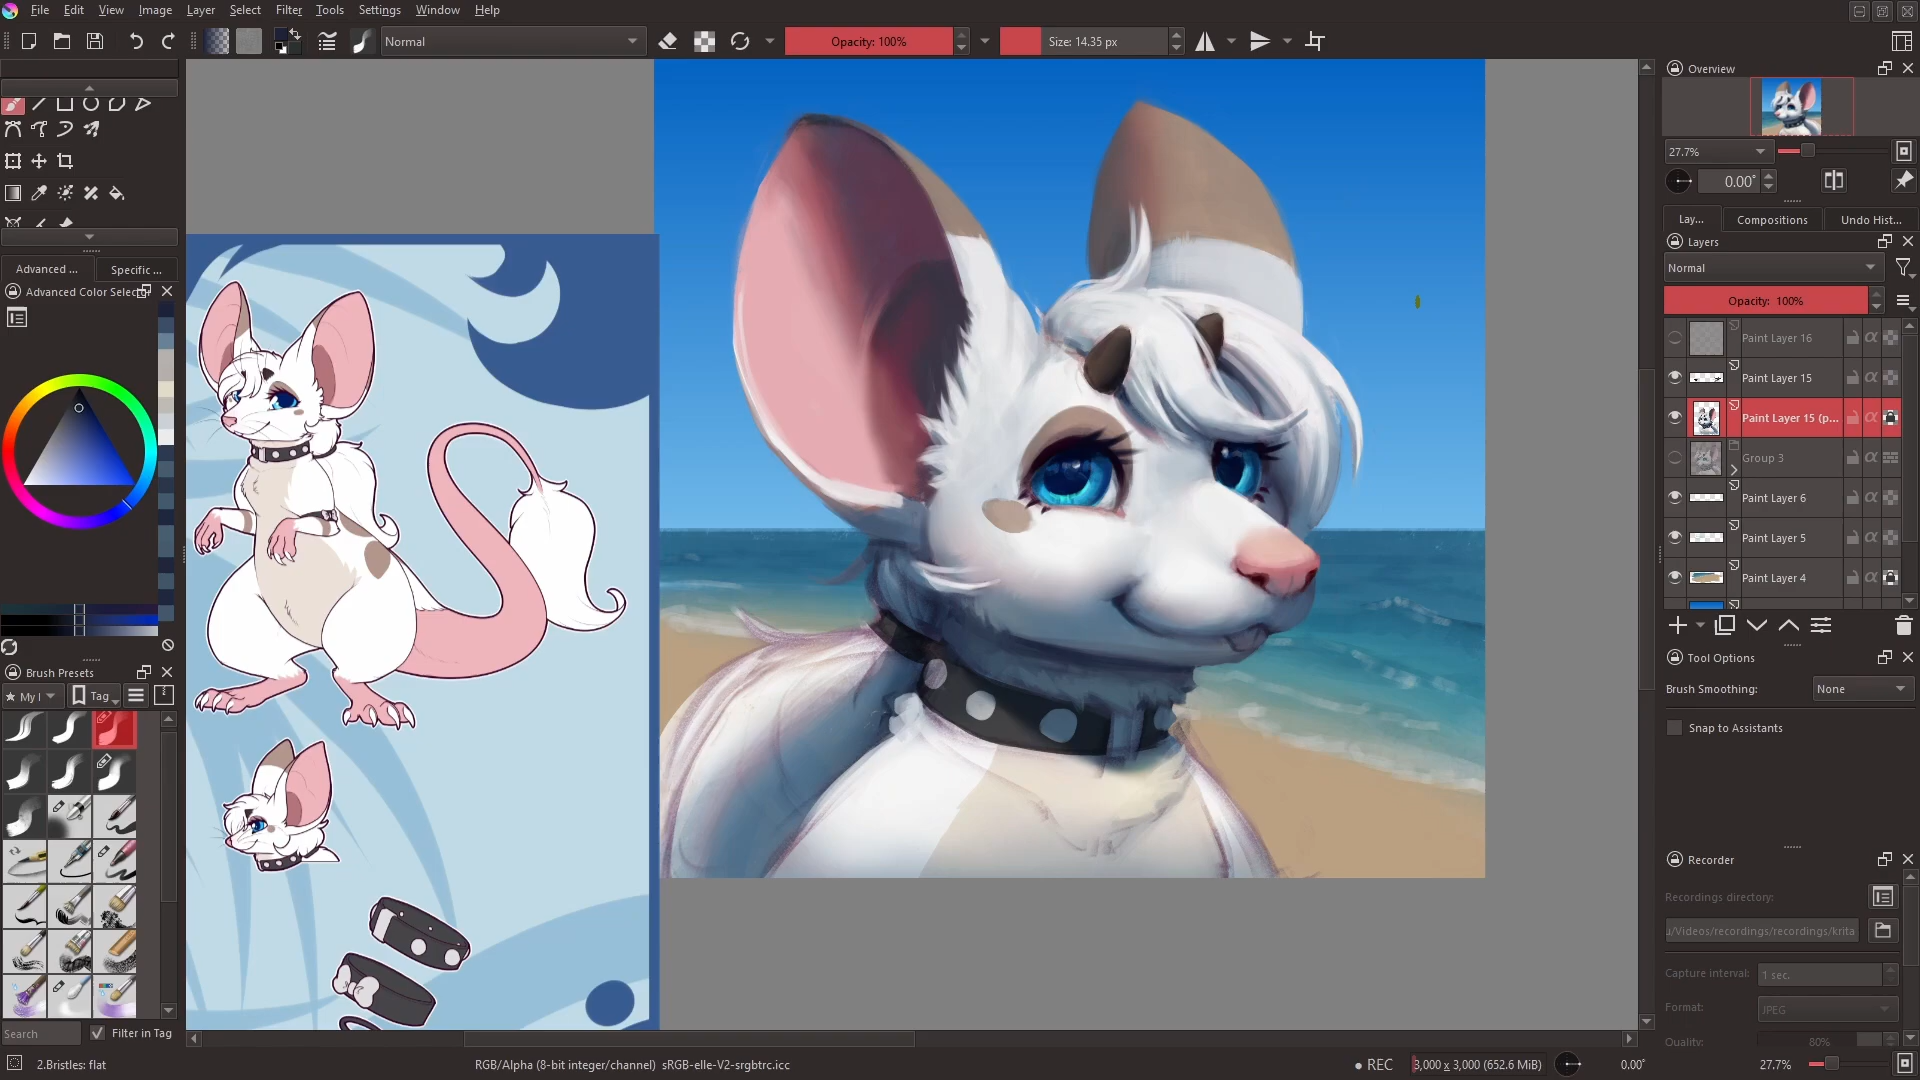 File Edit View Image Layer Select Filter Tools Settings Window Help
Normal
Opacity: 100%
Size: 14.35 px
Overview
27.7%
0.00°
Lay... Compositions Undo Hist...
Layers
Normal
Opacity: 100%
Paint Layer 16
Paint Layer 15
Paint Layer 15 (p...
Group 3
Paint Layer 6
Paint Layer 5
Paint Layer 4
Tool Options
Brush Smoothing: None
Snap to Assistants
Recorder
Recordings directory:
ı/Videos/recordings/recordings/krita
Capture interval: 1 sec.
Format: JPEG
Quality: 80%
Advanced ... Specific ...
Advanced Color Selec
Brush Presets
My Tag
Search
Filter in Tag
2.Bristles: flat
RGB/Alpha (8-bit integer/channel) sRGB-elle-V2-srgbtrc.icc
REC
3,000 x 3,000 (652.6 MiB)
0.00°
27.7%